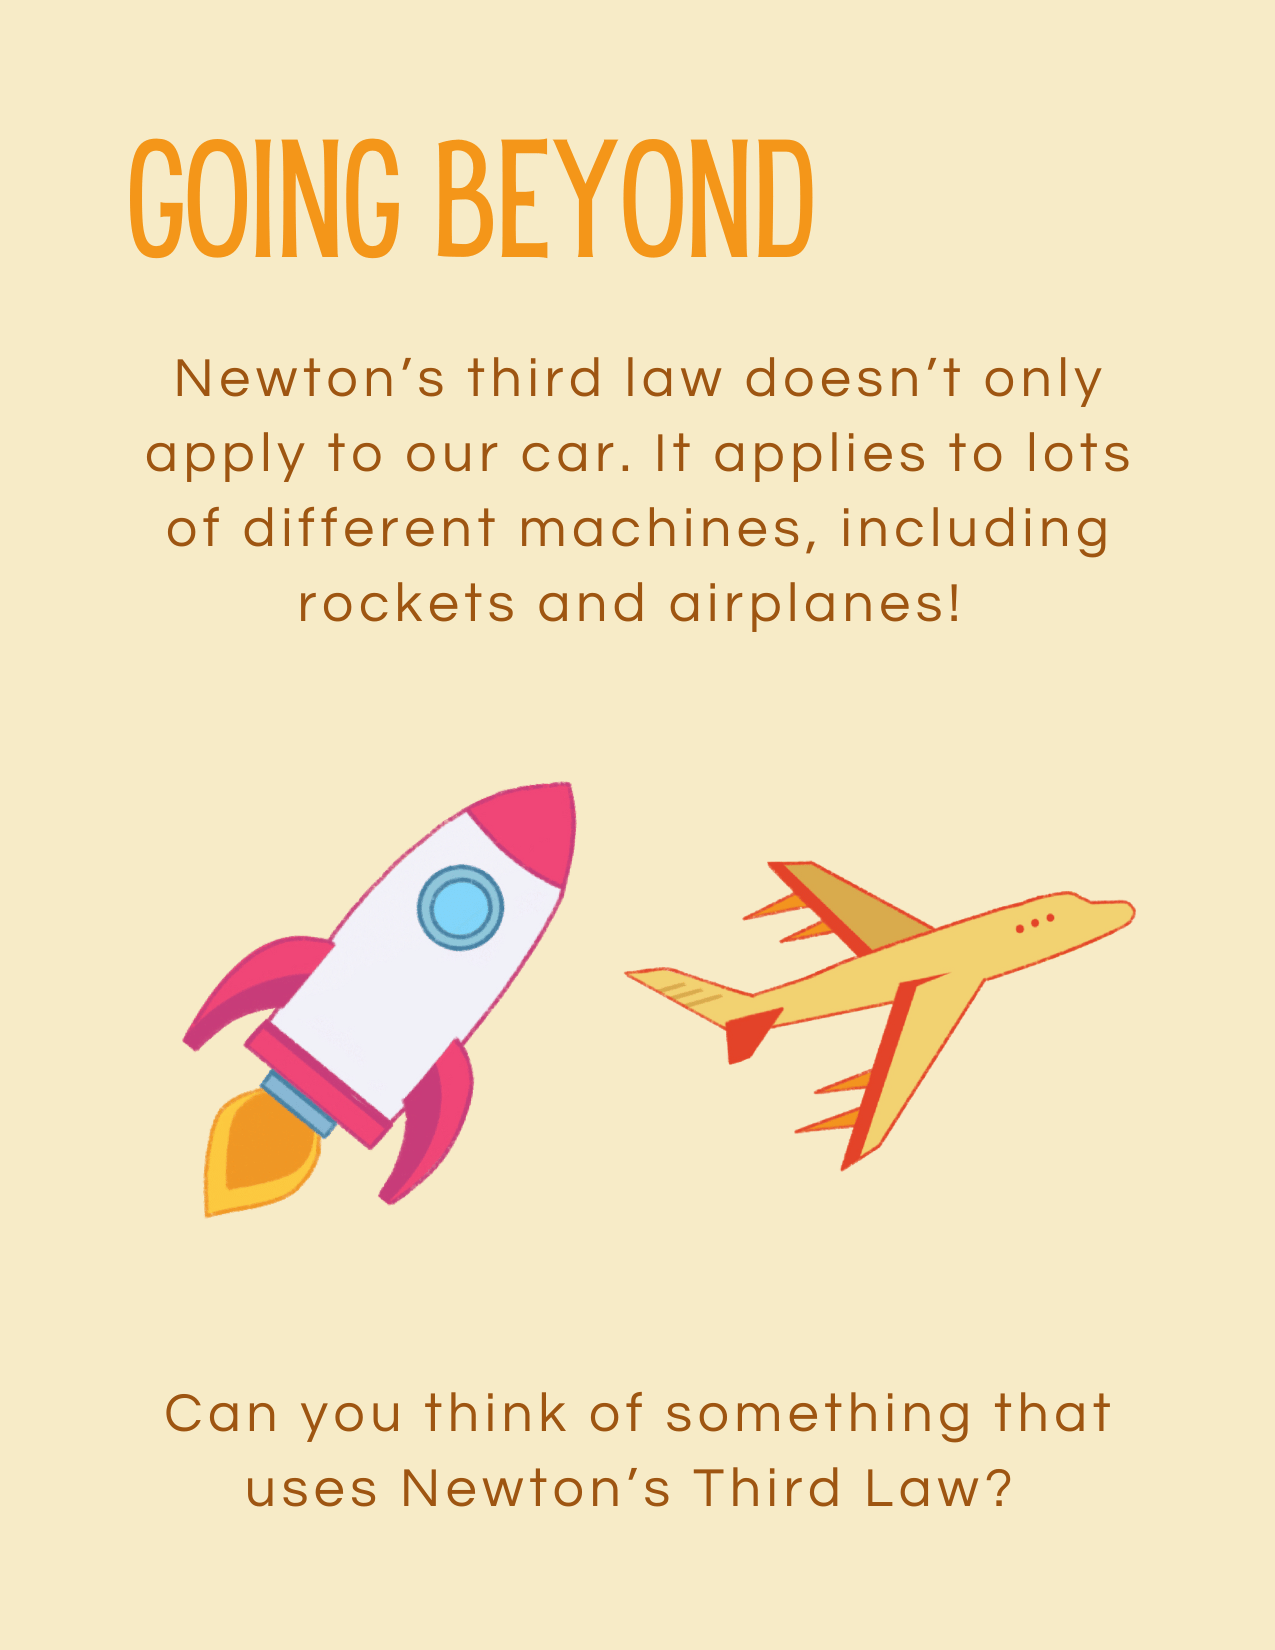 GOING BEYOND
Newton’s third law doesn’t only
apply to our car. It applies to lots
of different machines, including
rockets and airplanes!
Can you think of something that
uses Newton’s Third Law?